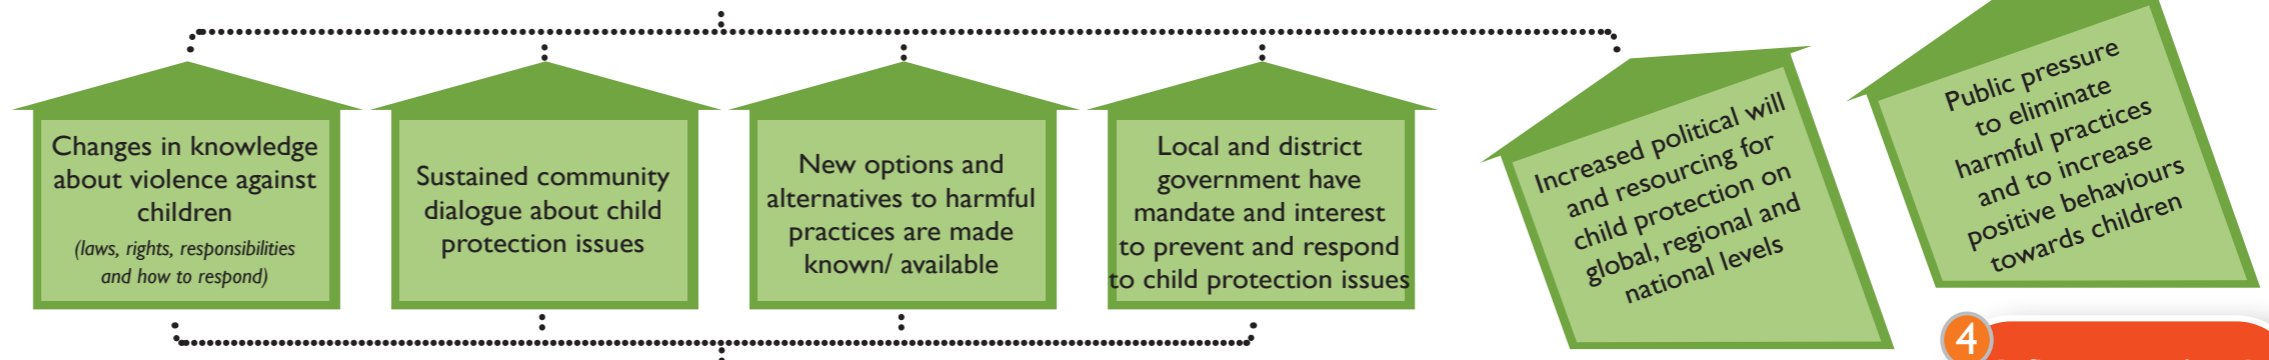 Changes in knowledge
about violence against
children
(laws, rights, responsibilities
and how to respond)
Sustained community
dialogue about child
protection issues
New options and
alternatives to harmful
practices are made
known/ available
Local and district
government have
mandate and interest
to prevent and respond
to child protection issues
Increased political will
and resourcing for
child protection on
global, regional and
national levels
Public pressure
to eliminate
harmful practices
and to increase
positive behaviours
towards children
4